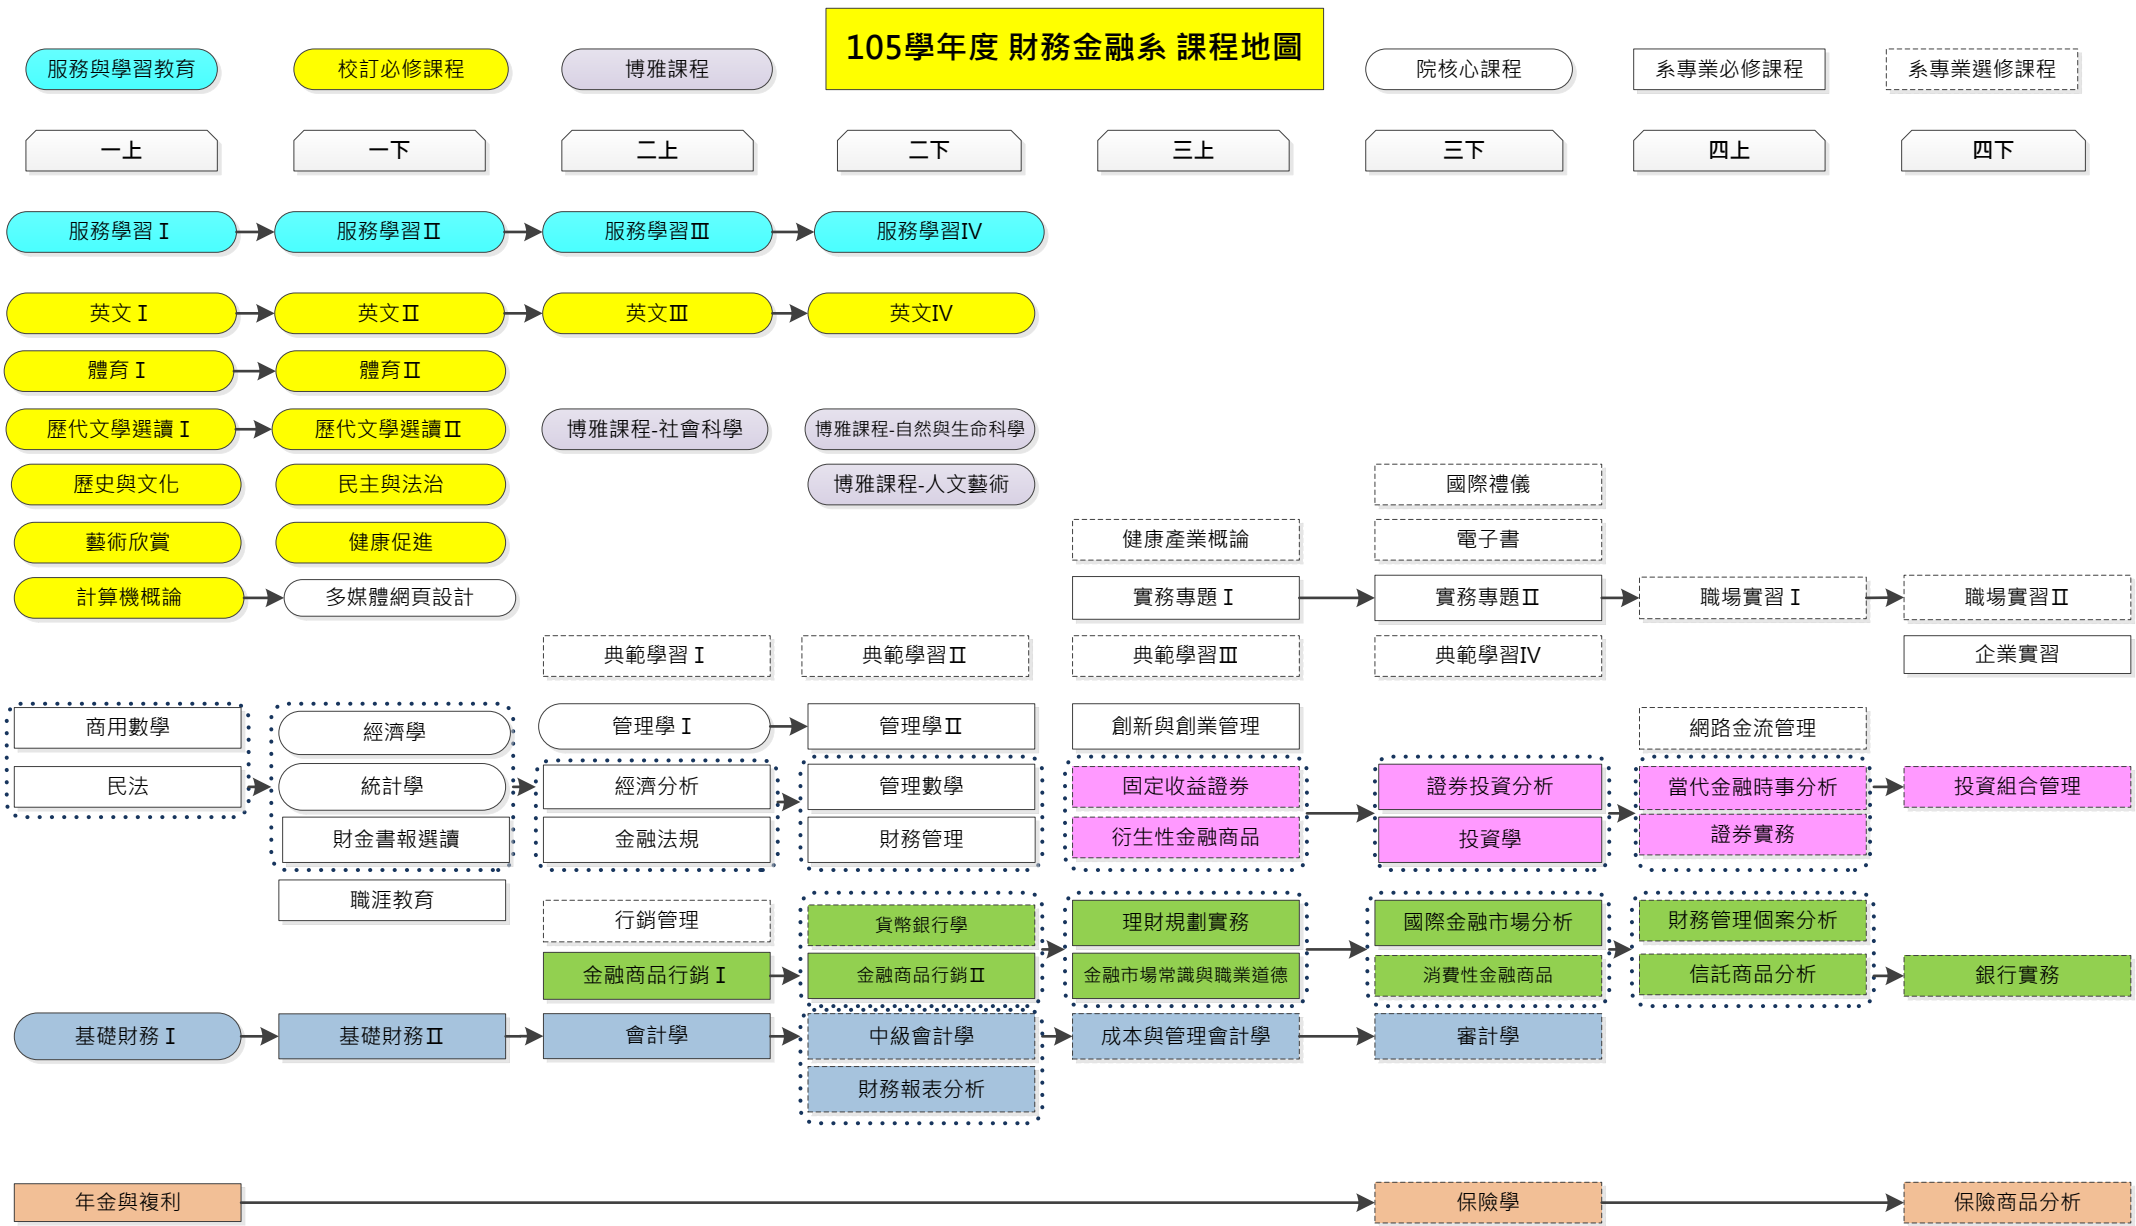 105學年度 財務金融系 課程地圖
服務與學習教育
校訂必修課程
博雅課程
院核心課程
系專業必修課程
系專業選修課程
一上
一下
二上
二下
三上
三下
四上
四下
服務學習Ⅰ
服務學習Ⅱ
服務學習Ⅲ
服務學習Ⅳ
英文Ⅰ
英文Ⅱ
英文Ⅲ
英文Ⅳ
體育Ⅰ
體育Ⅱ
歷代文學選讀Ⅰ
歷代文學選讀Ⅱ
博雅課程-社會科學
博雅課程-自然與生命科學
歷史與文化
民主與法治
博雅課程-人文藝術
國際禮儀
藝術欣賞
健康促進
健康產業概論
電子書
計算機概論
多媒體網頁設計
實務專題Ⅰ
實務專題Ⅱ
職場實習Ⅰ
職場實習Ⅱ
典範學習Ⅰ
典範學習Ⅱ
典範學習Ⅲ
典範學習Ⅳ
企業實習
商用數學
經濟學
管理學Ⅰ
管理學Ⅱ
創新與創業管理
網路金流管理
民法
統計學
經濟分析
管理數學
固定收益證券
證券投資分析
當代金融時事分析
投資組合管理
財金書報選讀
金融法規
財務管理
衍生性金融商品
投資學
證券實務
職涯教育
行銷管理
貨幣銀行學
理財規劃實務
國際金融市場分析
財務管理個案分析
金融商品行銷Ⅰ
金融商品行銷Ⅱ
金融市場常識與職業道德
消費性金融商品
信託商品分析
銀行實務
基礎財務Ⅰ
基礎財務Ⅱ
會計學
中級會計學
成本與管理會計學
審計學
財務報表分析
年金與複利
保險學
保險商品分析